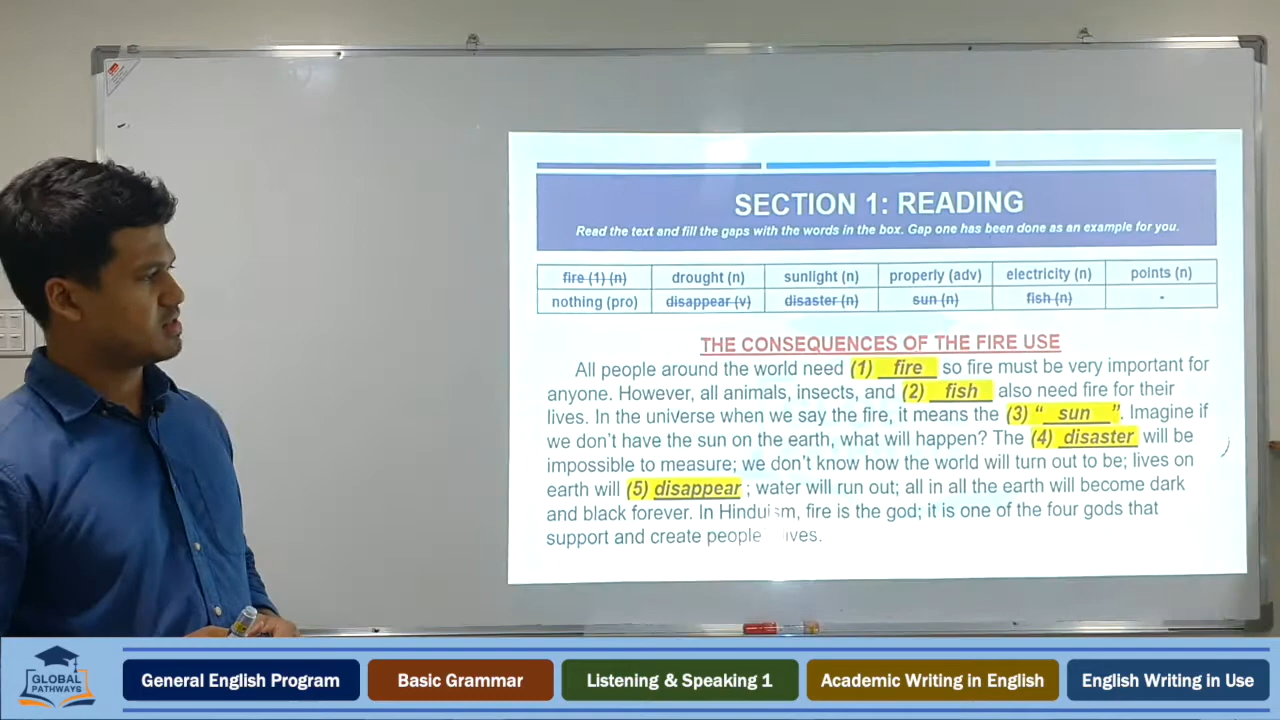 SECTION 1: READING
Read the text and fill the gaps with the words in the box. Gap one has been done as an example for you.
fire (1) (n) drought (n) sunlight (n) properly (adv) electricity (n) points (n)
nothing (pro) disappear (v) disaster (n) sun (n) fish (n) -
THE CONSEQUENCES OF THE FIRE USE
All people around the world need (1) fire so fire must be very important for
anyone. However, all animals, insects, and (2) fish also need fire for their
lives. In the universe when we say the fire, it means the (3) “ sun ”. Imagine if
we don’t have the sun on the earth, what will happen? The (4) disaster will be
impossible to measure; we don’t know how the world will turn out to be; lives on
earth will (5) disappear ; water will run out; all in all the earth will become dark
and black forever. In Hinduism, fire is the god; it is one of the four gods that
support and create people
GLOBAL
PATHWAYS
General English Program
Basic Grammar
Listening & Speaking 1
Academic Writing in English
English Writing in Use